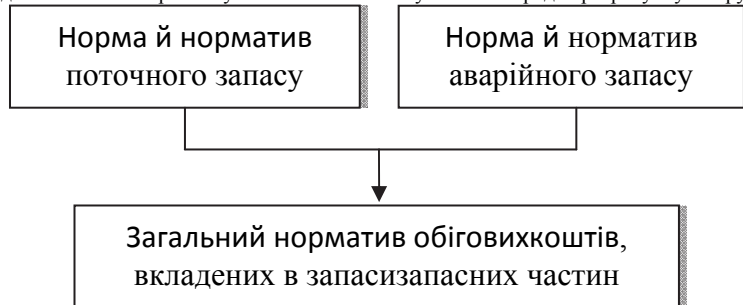 Норма й норматив
поточного запасу
Норма й норматив
аварійного запасу
Загальний норматив обіговихкоштів,
вкладених в запасизапасних частин